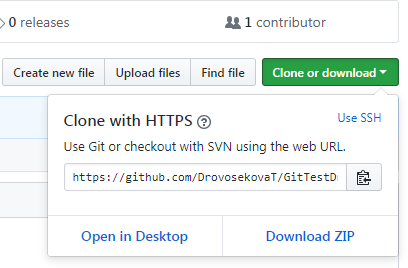 0 releases
1 contributor
Create new file
Upload files
Find file
Clone or download
Clone with HTTPS ?
Use SSH
Use Git or checkout with SVN using the web URL.
https://github.com/DrovosekovaT/GitTestD
Open in Desktop
Download ZIP